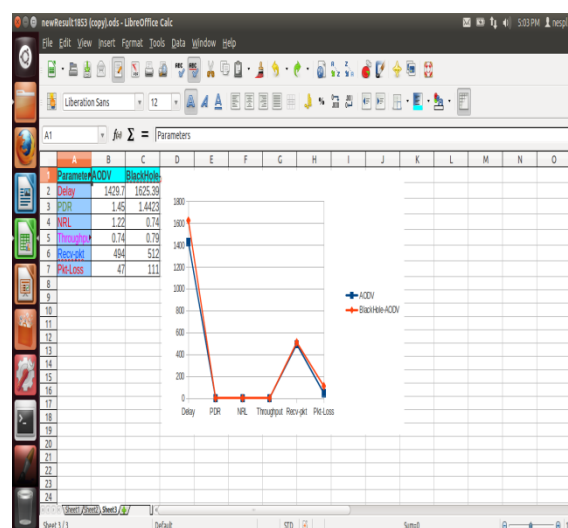 newResult1853 (copy).ods - LibreOffice Calc
5:03 PM nespl
File Edit View Insert Format Tools Data Window Help
Liberation Sans 12
A1 f(x) Σ = Parameters
A B C D E F G H I J K L M N O
1 Parameter AODV BlackHole-
2 Delay 1429.7 1625.39
3 PDR 1.45 1.4423
4 NRL 1.22 0.74
5 Throughpu 0.74 0.79
6 Recv-pkt 494 512
7 Pkt-Loss 47 111
8
9
10
11
12
13
14
15
16
17
18
19
20
21
22
23
24
1800
1600
1400
1200
1000
800
600
400
200
0
Delay PDR NRL Throughput Recv-pkt Pkt-Loss
AODV
BlackHole-AODV
Sheet1 Sheet2 Sheet3
Sheet 3 / 3 Default STD